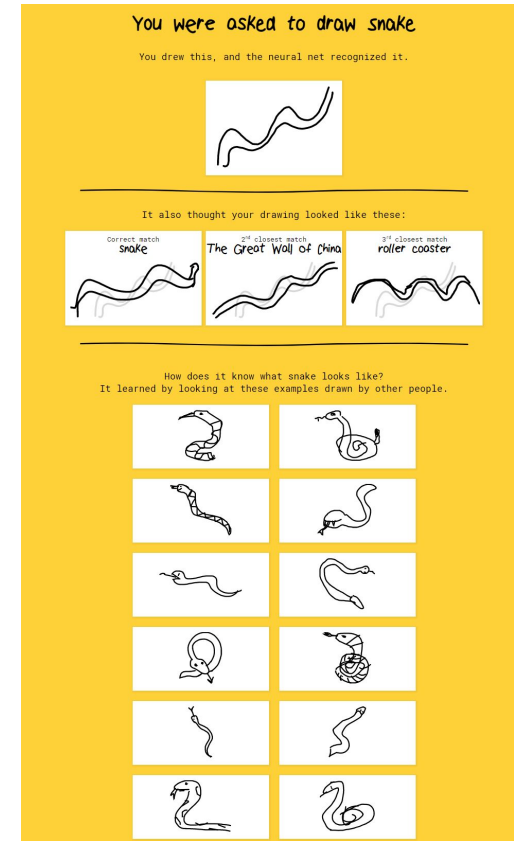 You were asked to draw snake
You drew this, and the neural net recognized it.
It also thought your drawing looked like these:
Correct match
snake
2nd closest match
The Great Wall of China
3rd closest match
roller coaster
How does it know what snake looks like?
It learned by looking at these examples drawn by other people.